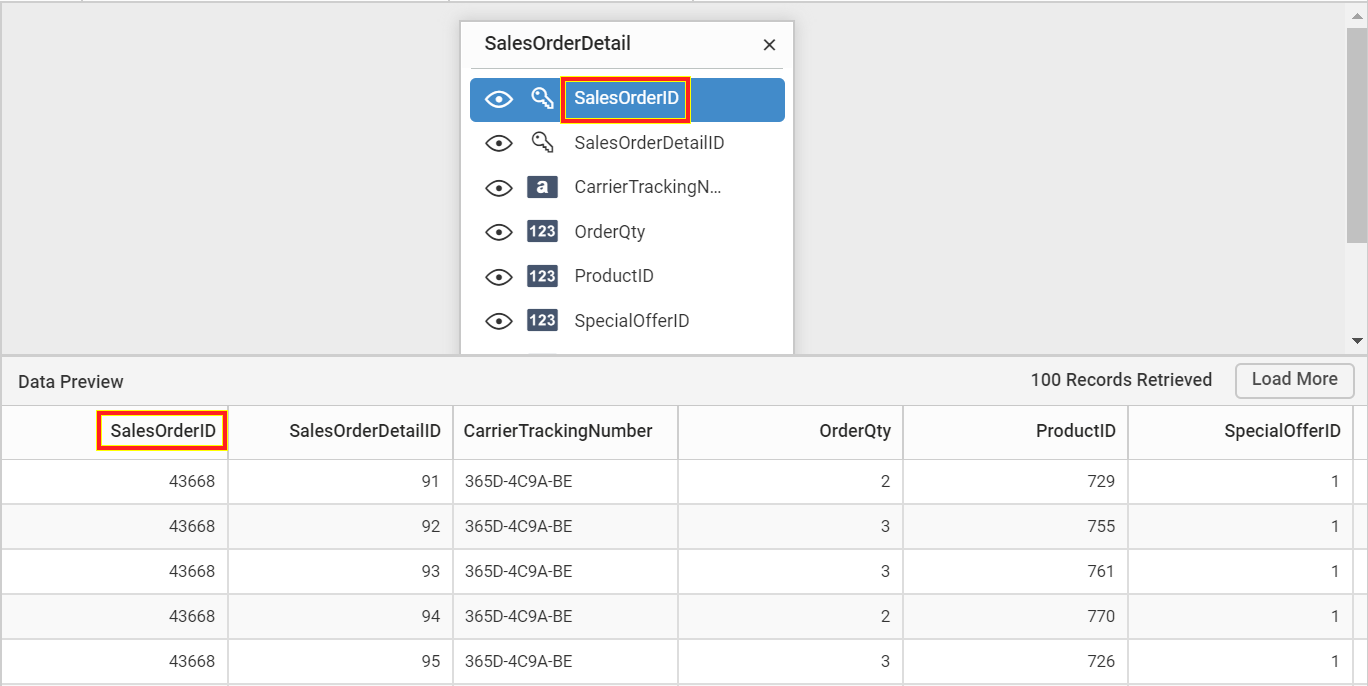 SalesOrderDetail ×
SalesOrderID
SalesOrderDetailID
a CarrierTrackingN...
123 OrderQty
123 ProductID
123 SpecialOfferID
Data Preview 100 Records Retrieved Load More
SalesOrderID SalesOrderDetailID CarrierTrackingNumber OrderQty ProductID SpecialOfferID
43668 91 365D-4C9A-BE 2 729 1
43668 92 365D-4C9A-BE 3 755 1
43668 93 365D-4C9A-BE 3 761 1
43668 94 365D-4C9A-BE 2 770 1
43668 95 365D-4C9A-BE 3 726 1